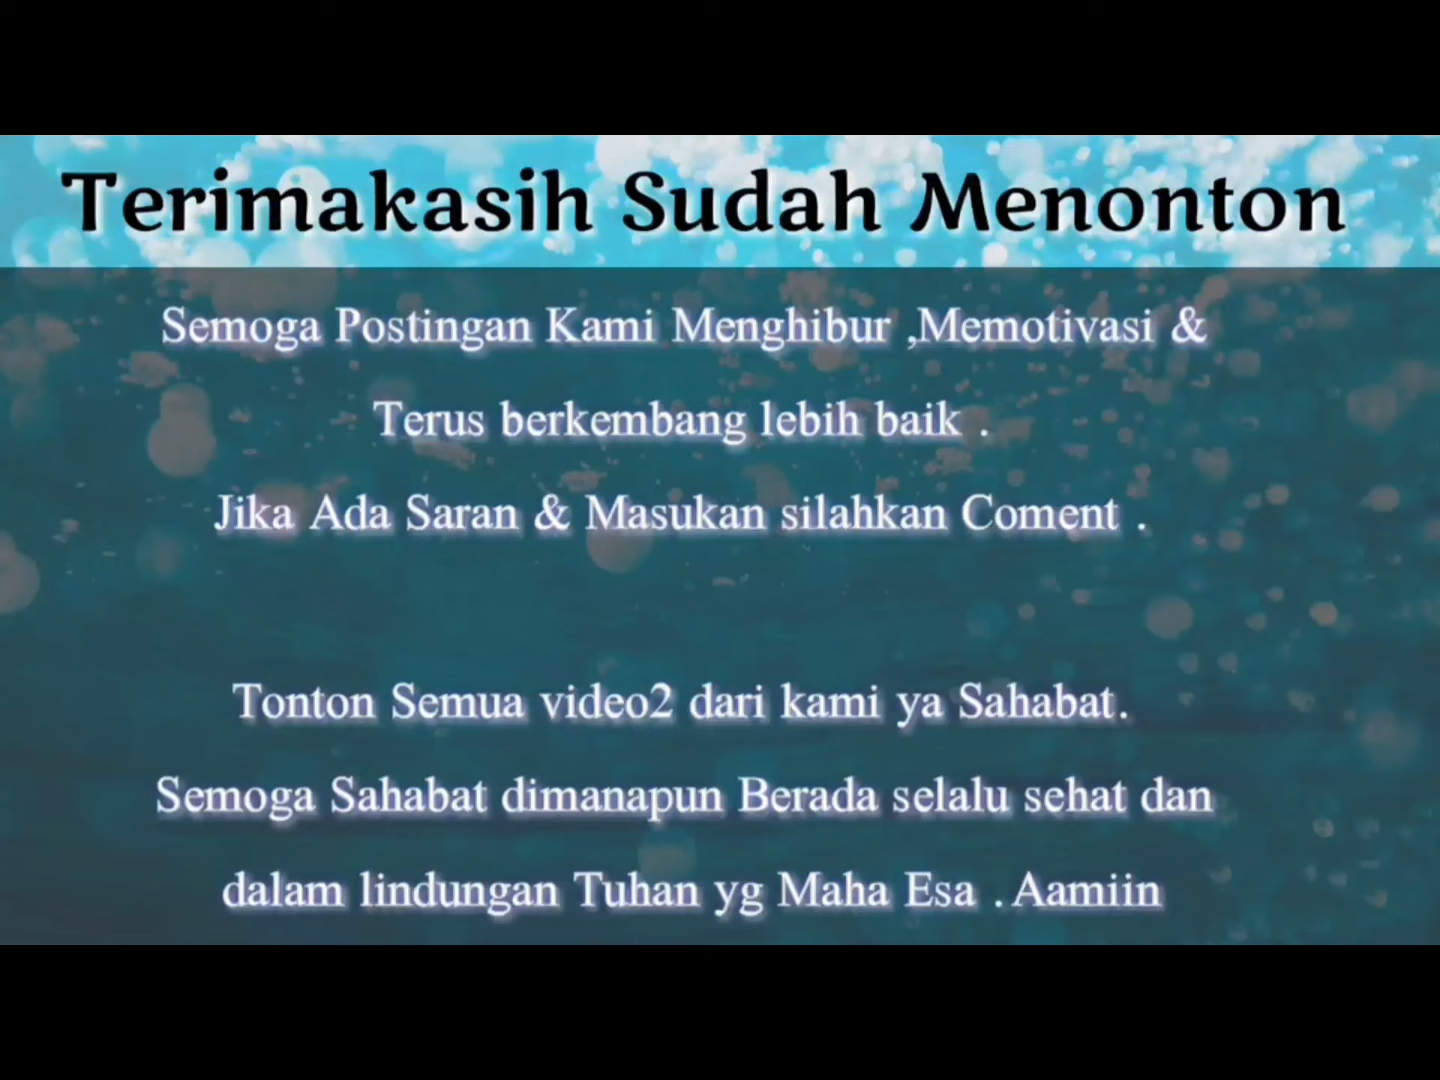 Terimakasih Sudah Menonton
Semoga Postingan Kami Menghibur ,Memotivasi &
Terus berkembang lebih baik .
Jika Ada Saran & Masukan silahkan Coment .
Tonton Semua video2 dari kami ya Sahabat.
Semoga Sahabat dimanapun Berada selalu sehat dan
dalam lindungan Tuhan yg Maha Esa . Aamiin